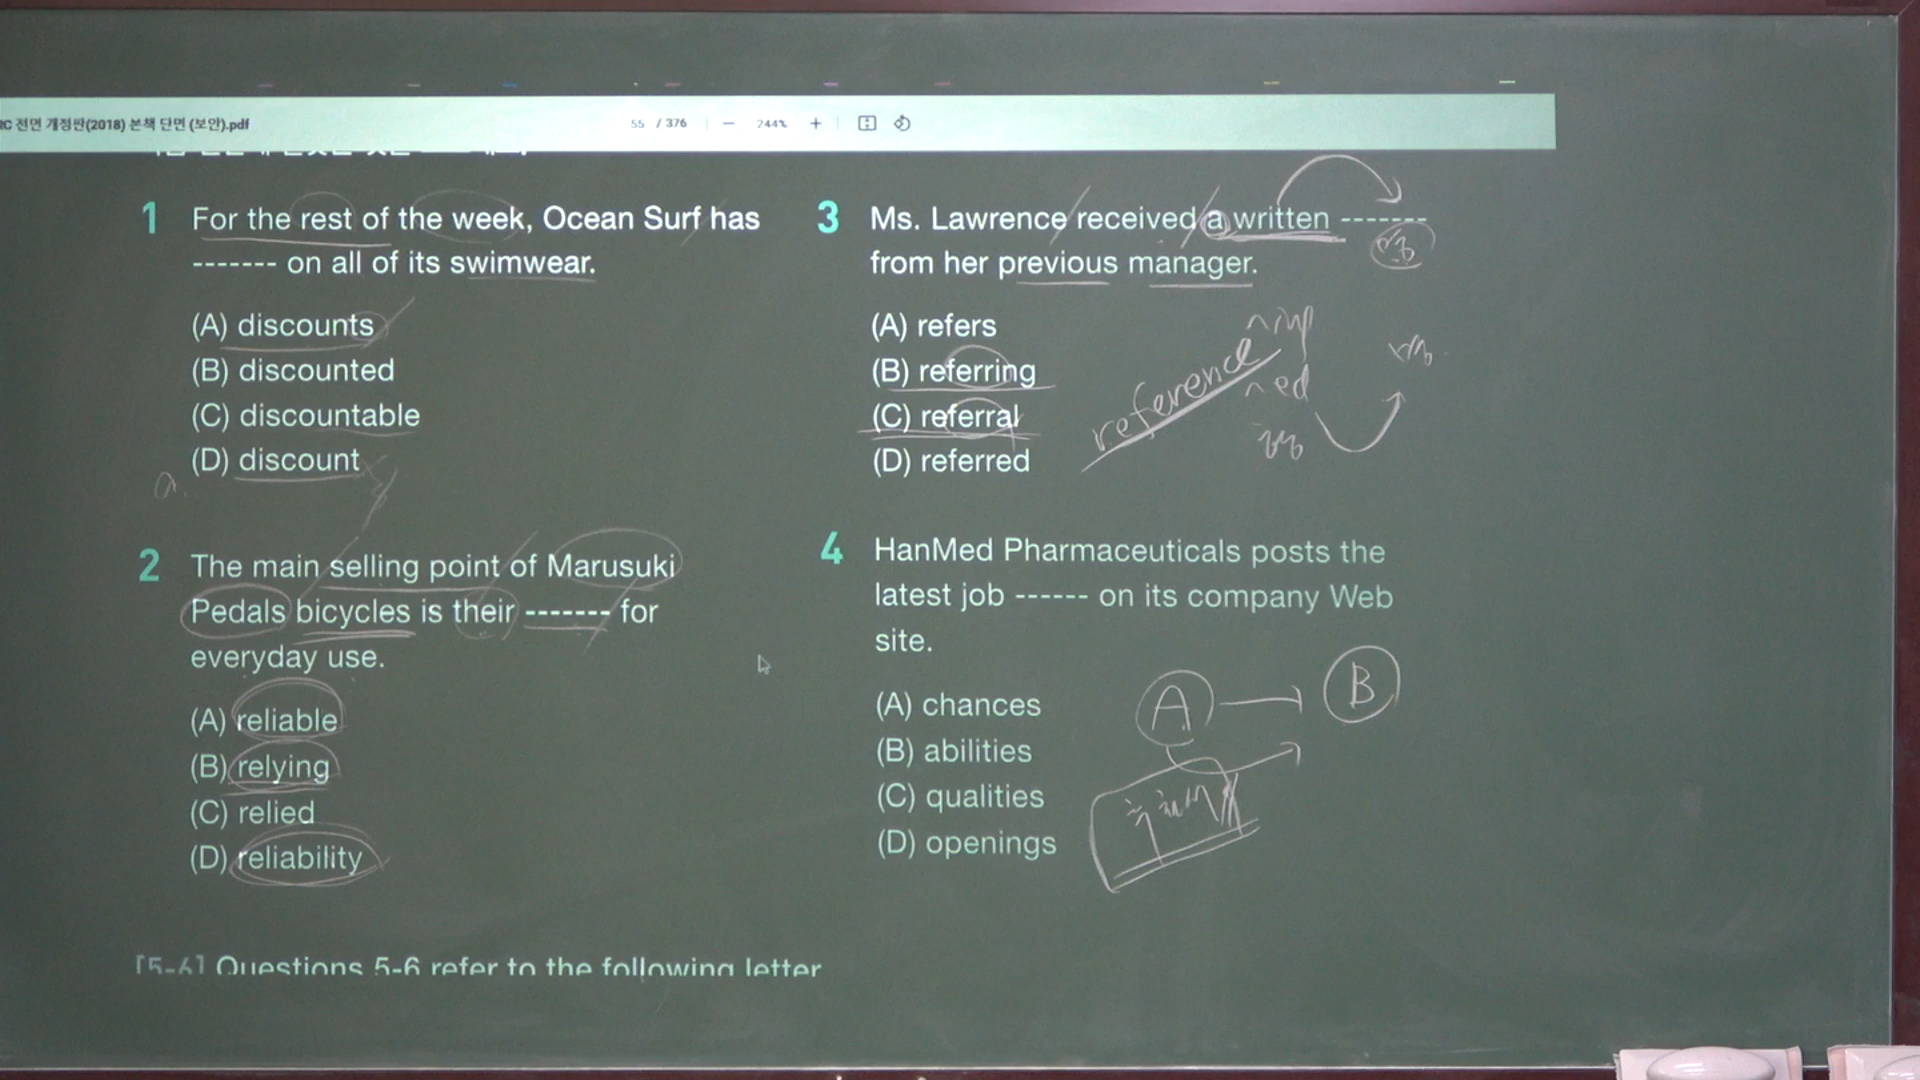 RC 전면 개정판(2018) 본책 단면 (보안).pdf
55 / 376 — 244% +
1 For the rest of the week, Ocean Surf has
------- on all of its swimwear.
(A) discounts
(B) discounted
(C) discountable
(D) discount
a.
2 The main selling point of Marusuki
Pedals bicycles is their ------- for
everyday use.
(A) reliable
(B) relying
(C) relied
(D) reliability
3 Ms. Lawrence received a written -------
from her previous manager.
(A) refers
(B) referring
(C) referral
(D) referred
reference
~ing
~ed
4 HanMed Pharmaceuticals posts the
latest job ------ on its company Web
site.
(A) chances
(B) abilities
(C) qualities
(D) openings
A → B
추천서
[5-6] Questions 5-6 refer to the following letter